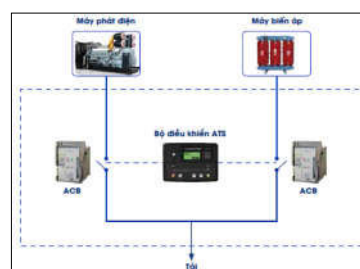 Máy phát điện
Máy biến áp
Bộ điều khiển ATS
ACB
ACB
Tải